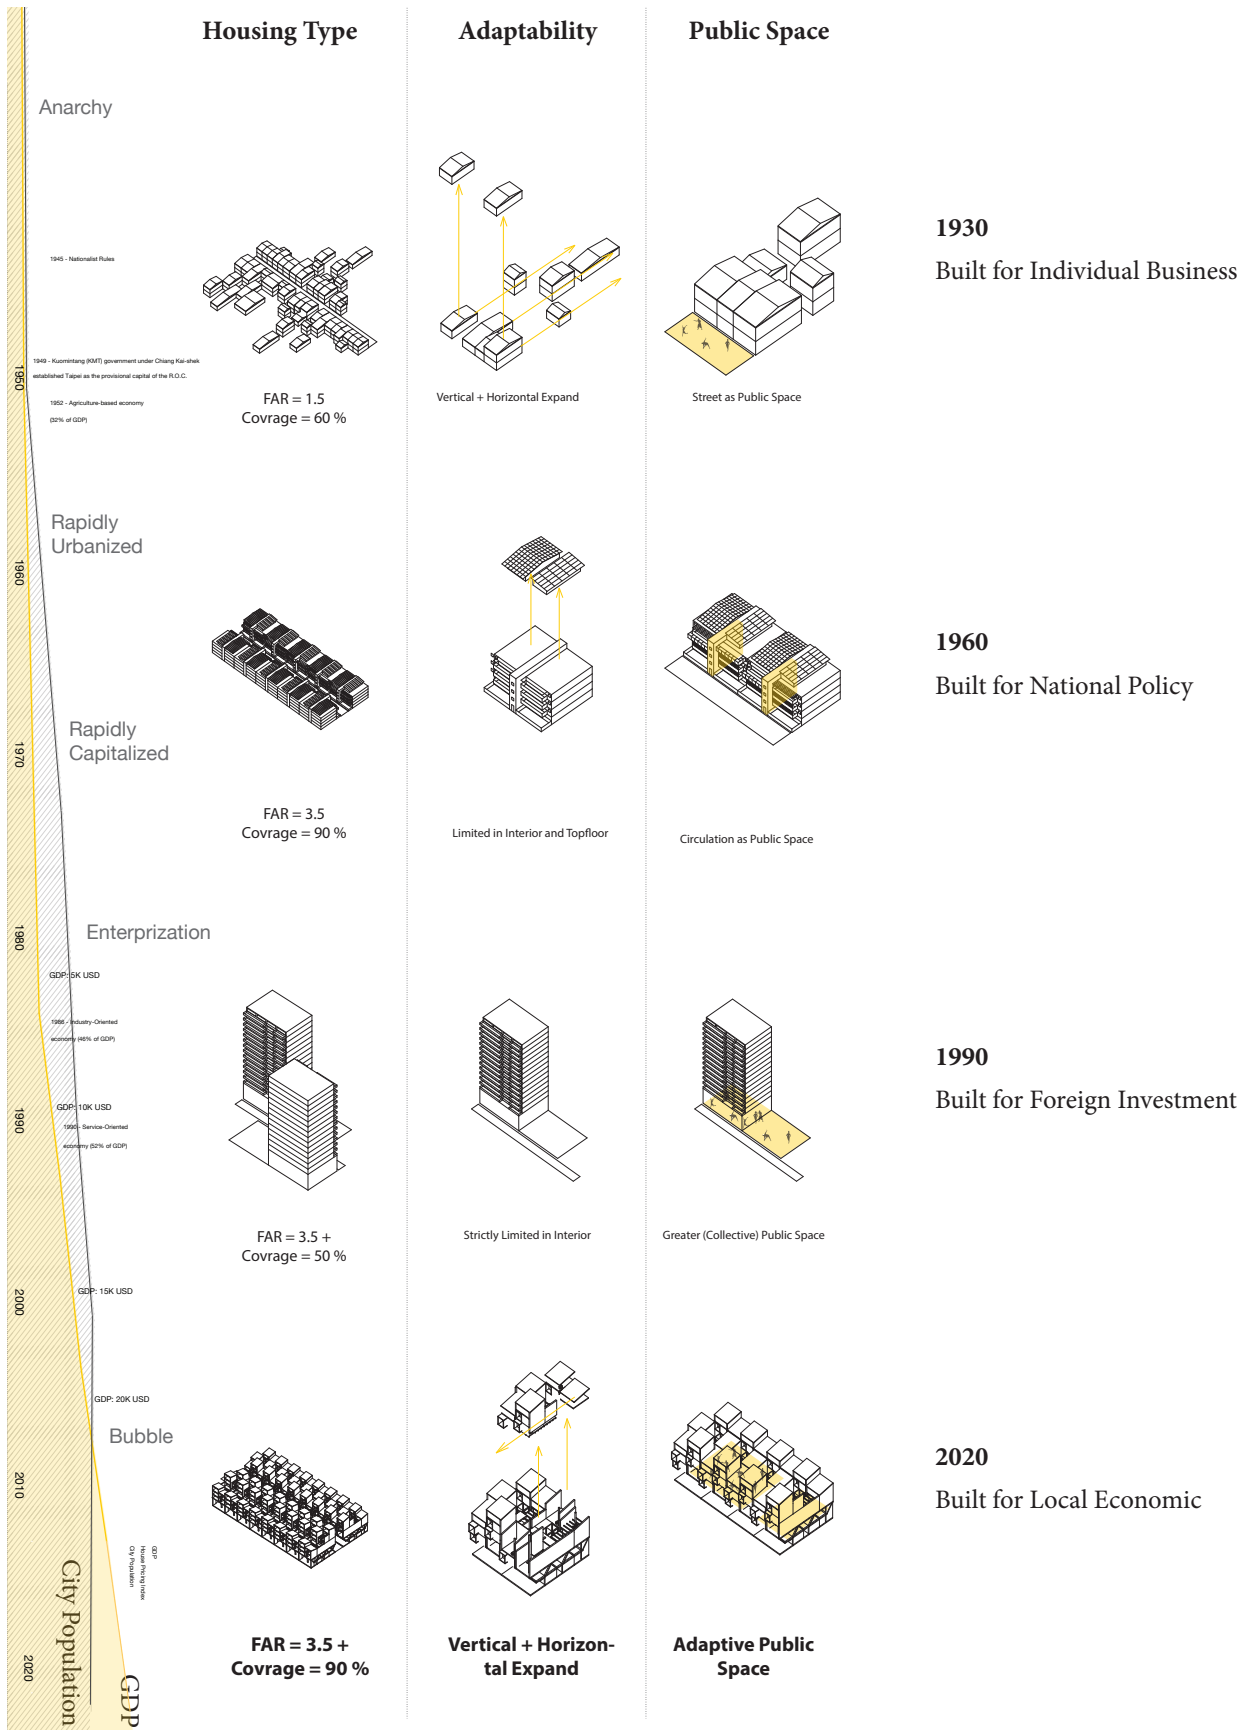 Housing Type
Adaptability
Public Space
Anarchy
1945 - Nationalist Rules
1949 - Kuomintang (KMT) government under Chiang Kai-shek
established Taipei as the provisional capital of the R.O.C.
1950
1952 - Agriculture-based economy
(32% of GDP)
FAR = 1.5
Covrage = 60 %
Vertical + Horizontal Expand
Street as Public Space
1930
Built for Individual Business
Rapidly
Urbanized
1960
Rapidly
Capitalized
1970
FAR = 3.5
Covrage = 90 %
Limited in Interior and Topfloor
Circulation as Public Space
1960
Built for National Policy
Enterprization
1980
GDP: 5K USD
1986 - Industry-Oriented
economy (46% of GDP)
GDP: 10K USD
1990
1990 - Service-Oriented
economy (52% of GDP)
FAR = 3.5 +
Covrage = 50 %
Strictly Limited in Interior
Greater (Collective) Public Space
1990
Built for Foreign Investment
GDP: 15K USD
2000
GDP: 20K USD
Bubble
2010
GDP
House Pricing Index
City Population
City Population
2020
GDP
FAR = 3.5 +
Covrage = 90 %
Vertical + Horizon-
tal Expand
Adaptive Public
Space
2020
Built for Local Economic